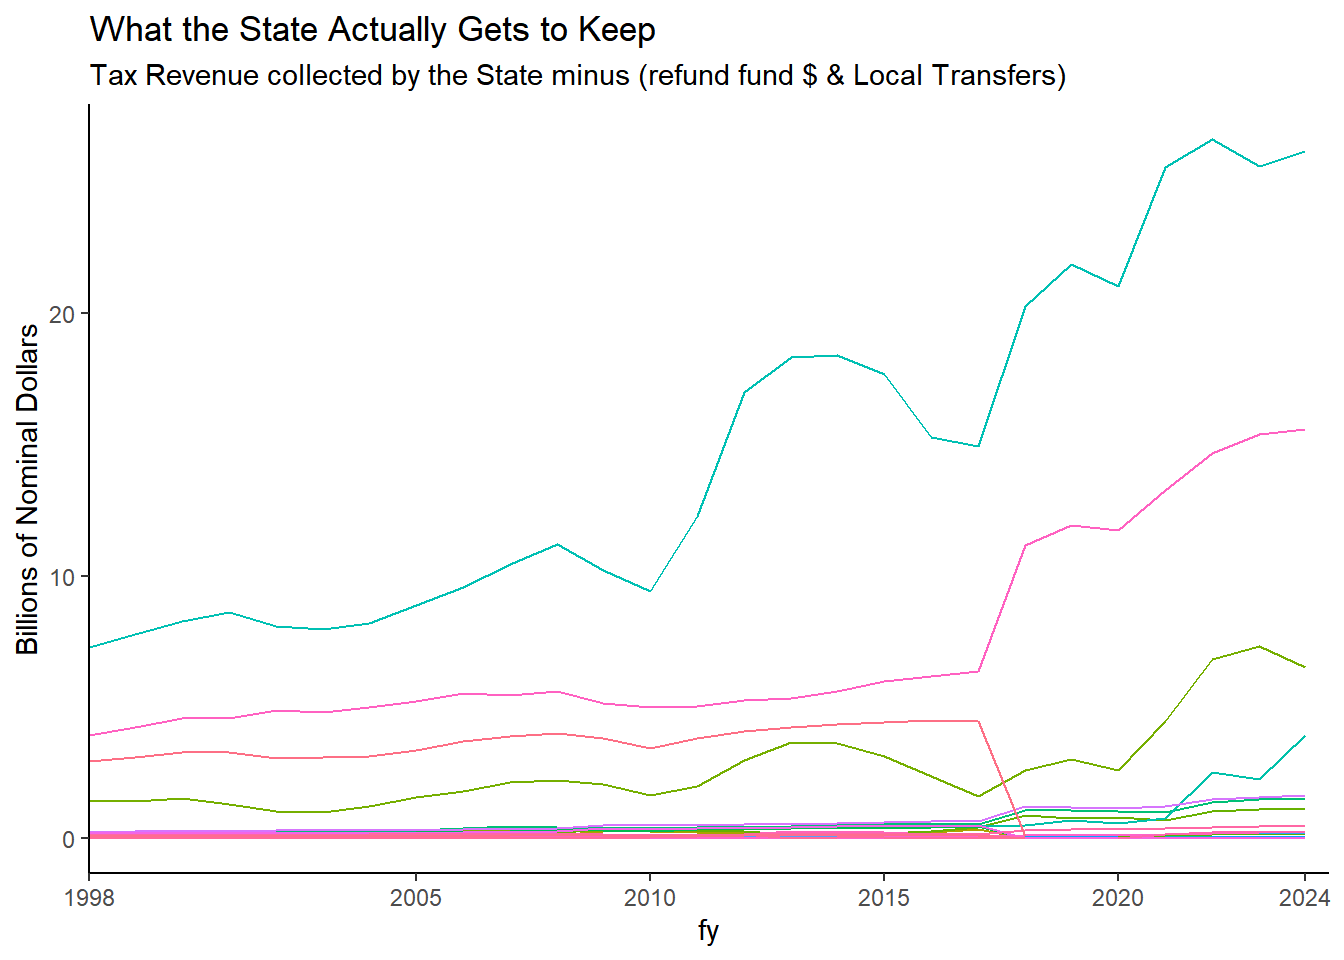 What the State Actually Gets to Keep
Tax Revenue collected by the State minus (refund fund $ & Local Transfers)
Billions of Nominal Dollars
20
10
0
1998
2005
2010
2015
2020
2024
fy